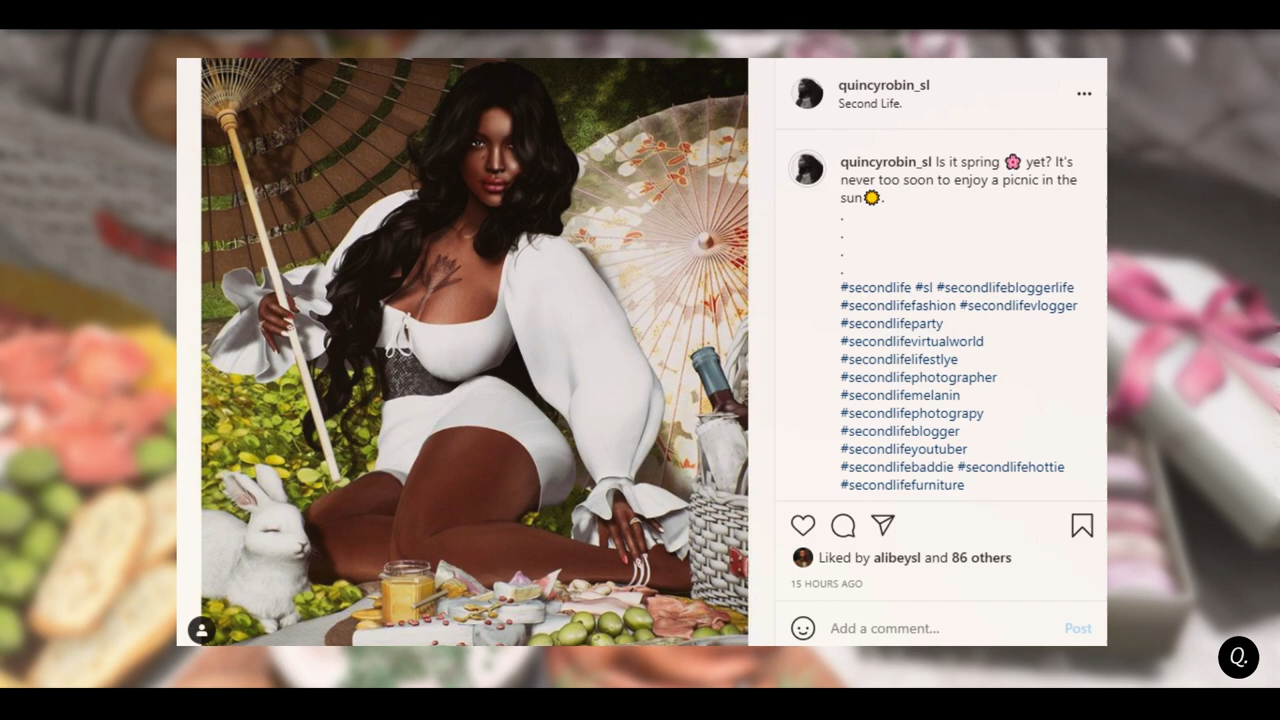 quincyrobin_sl
Second Life.
quincyrobin_sl Is it spring 🌸 yet? It's
never too soon to enjoy a picnic in the
sun🌞.
.
.
.
.
#secondlife #sl #secondlifebloggerlife
#secondlifefashion #secondlifevlogger
#secondlifeparty
#secondlifevirtualworld
#secondlifelifestlye
#secondlifephotographer
#secondlifemelanin
#secondlifephotograpy
#secondlifeblogger
#secondlifeyoutuber
#secondlifebaddie #secondlifehottie
#secondlifefurniture
Liked by alibeysl and 86 others
15 HOURS AGO
Add a comment... Post
Q.